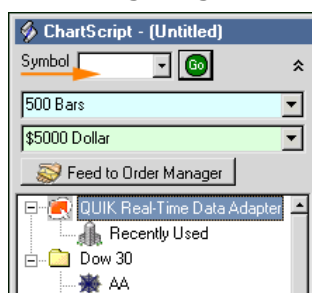 ChartScript - (Untitled)
Symbol Go
500 Bars
$5000 Dollar
Feed to Order Manager
QUIK Real-Time Data Adapter
Recently Used
Dow 30
AA